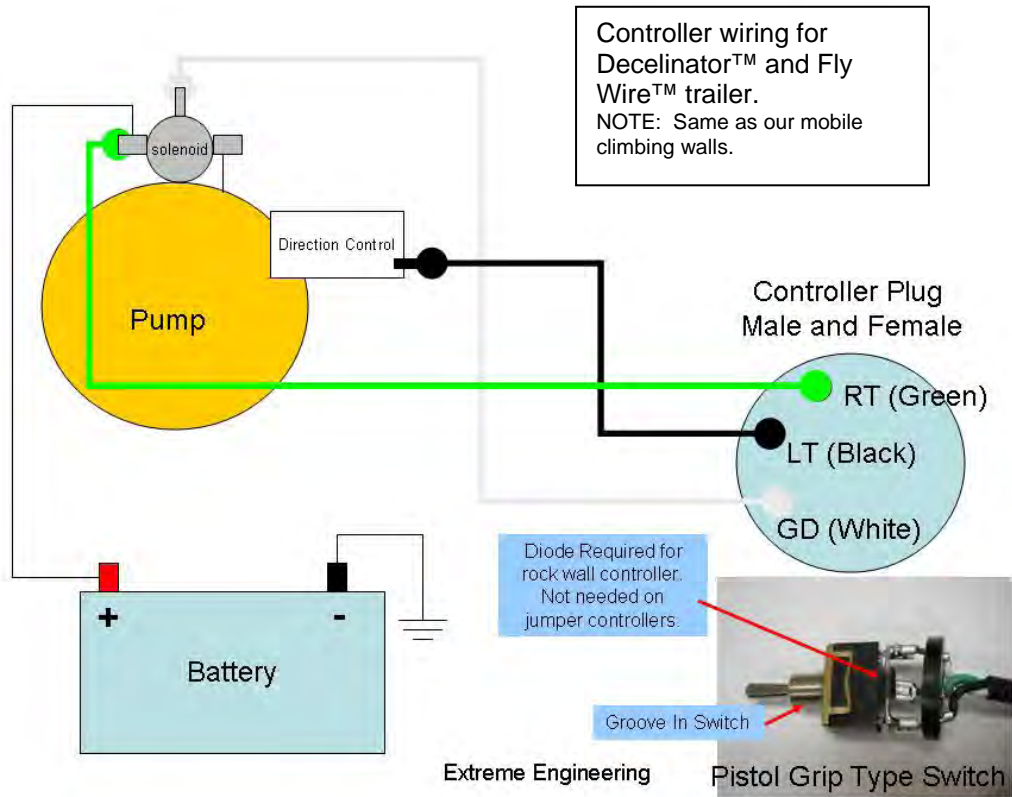 Controller wiring for
Decelinator™ and Fly
Wire™ trailer.
NOTE: Same as our mobile
climbing walls.
solenoid
Direction Control
Pump
Controller Plug
Male and Female
RT (Green)
LT (Black)
GD (White)
Diode Required for
rock wall controller.
Not needed on
jumper controllers.
+
-
Battery
Groove In Switch
Extreme Engineering
Pistol Grip Type Switch